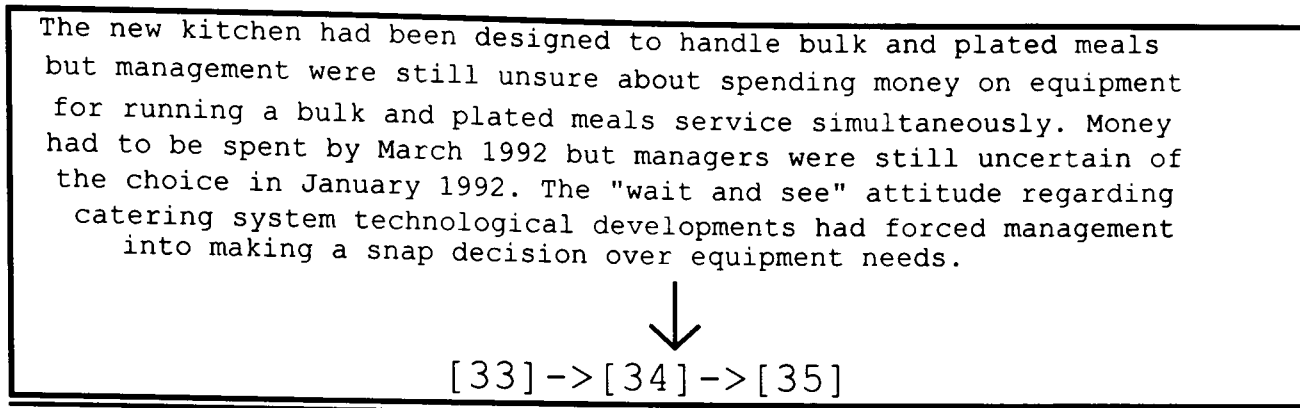 The new kitchen had been designed to handle bulk and plated meals
but management were still unsure about spending money on equipment
for running a bulk and plated meals service simultaneously. Money
had to be spent by March 1992 but managers were still uncertain of
the choice in January 1992. The "wait and see" attitude regarding
catering system technological developments had forced management
into making a snap decision over equipment needs.
[33]->[34]->[35]